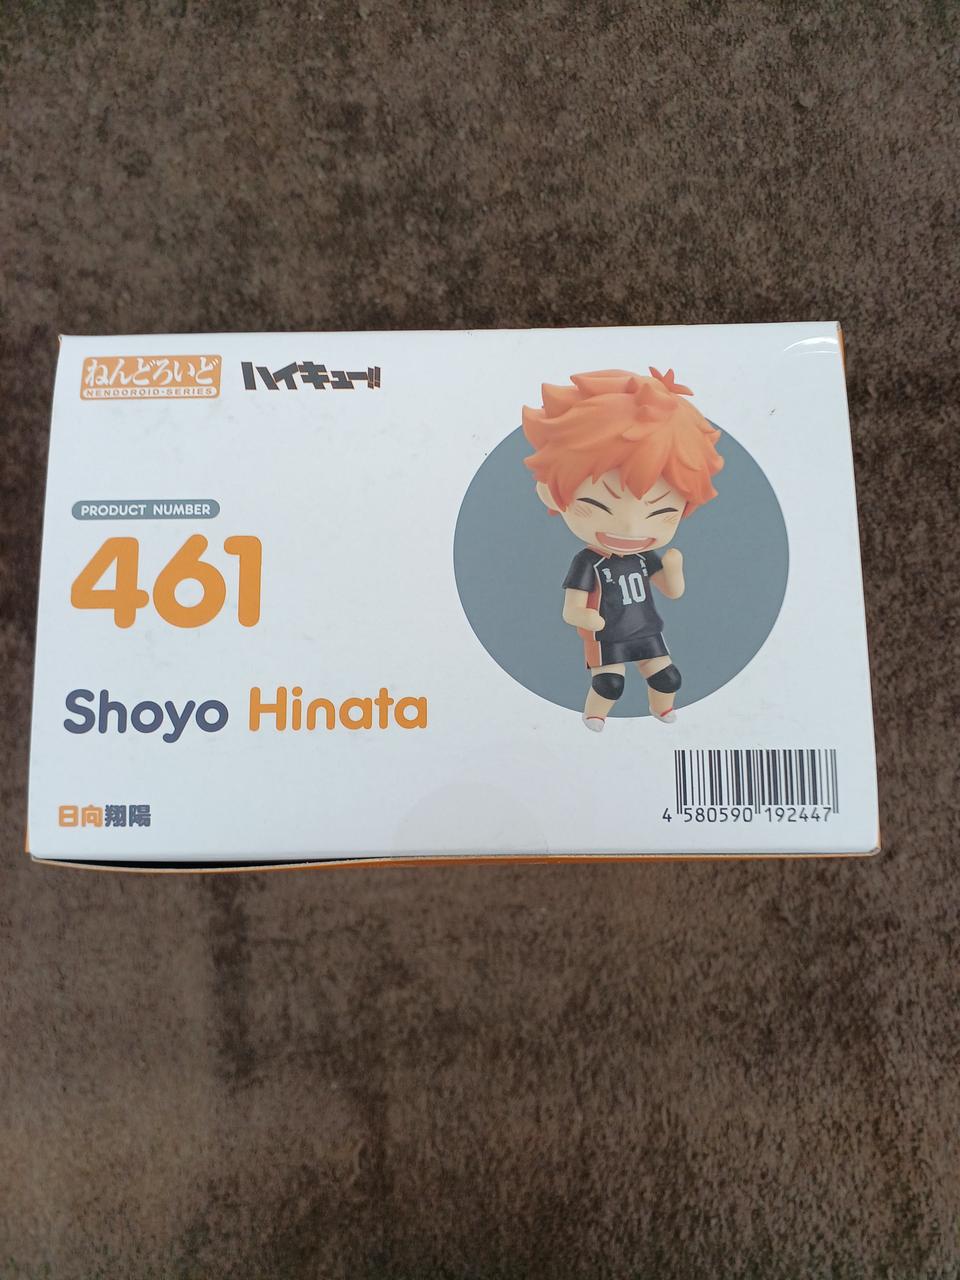 ねんどろいど
NENDOROID-SERIES
ハイキュー!!
PRODUCT NUMBER
461
Shoyo Hinata
日向翔陽
10
4 580590 192447